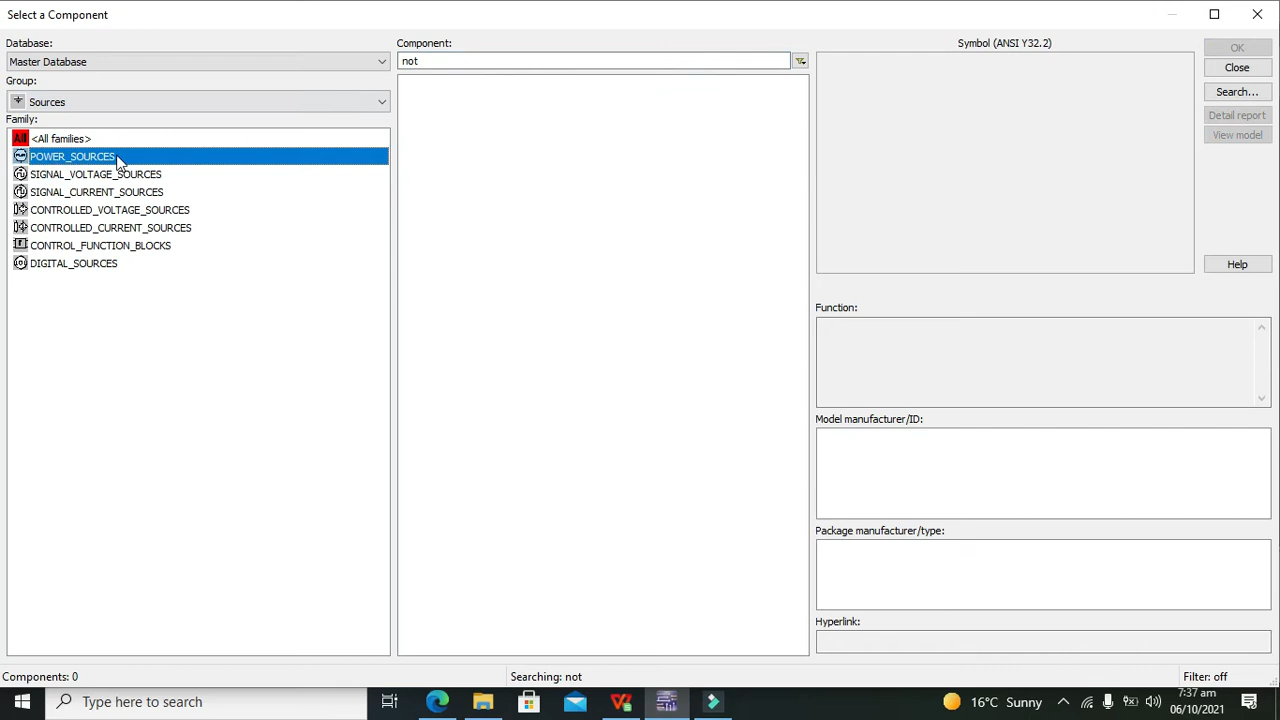 Select a Component
Database:
Master Database
Group:
Sources
Family:
All <All families>
POWER_SOURCES
SIGNAL_VOLTAGE_SOURCES
SIGNAL_CURRENT_SOURCES
CONTROLLED_VOLTAGE_SOURCES
CONTROLLED_CURRENT_SOURCES
CONTROL_FUNCTION_BLOCKS
DIGITAL_SOURCES
Component:
not
Symbol (ANSI Y32.2)
OK
Close
Search...
Detail report
View model
Help
Function:
Model manufacturer/ID:
Package manufacturer/type:
Hyperlink:
Components: 0
Searching: not
Filter: off
Type here to search
16°C Sunny
7:37 am
06/10/2021